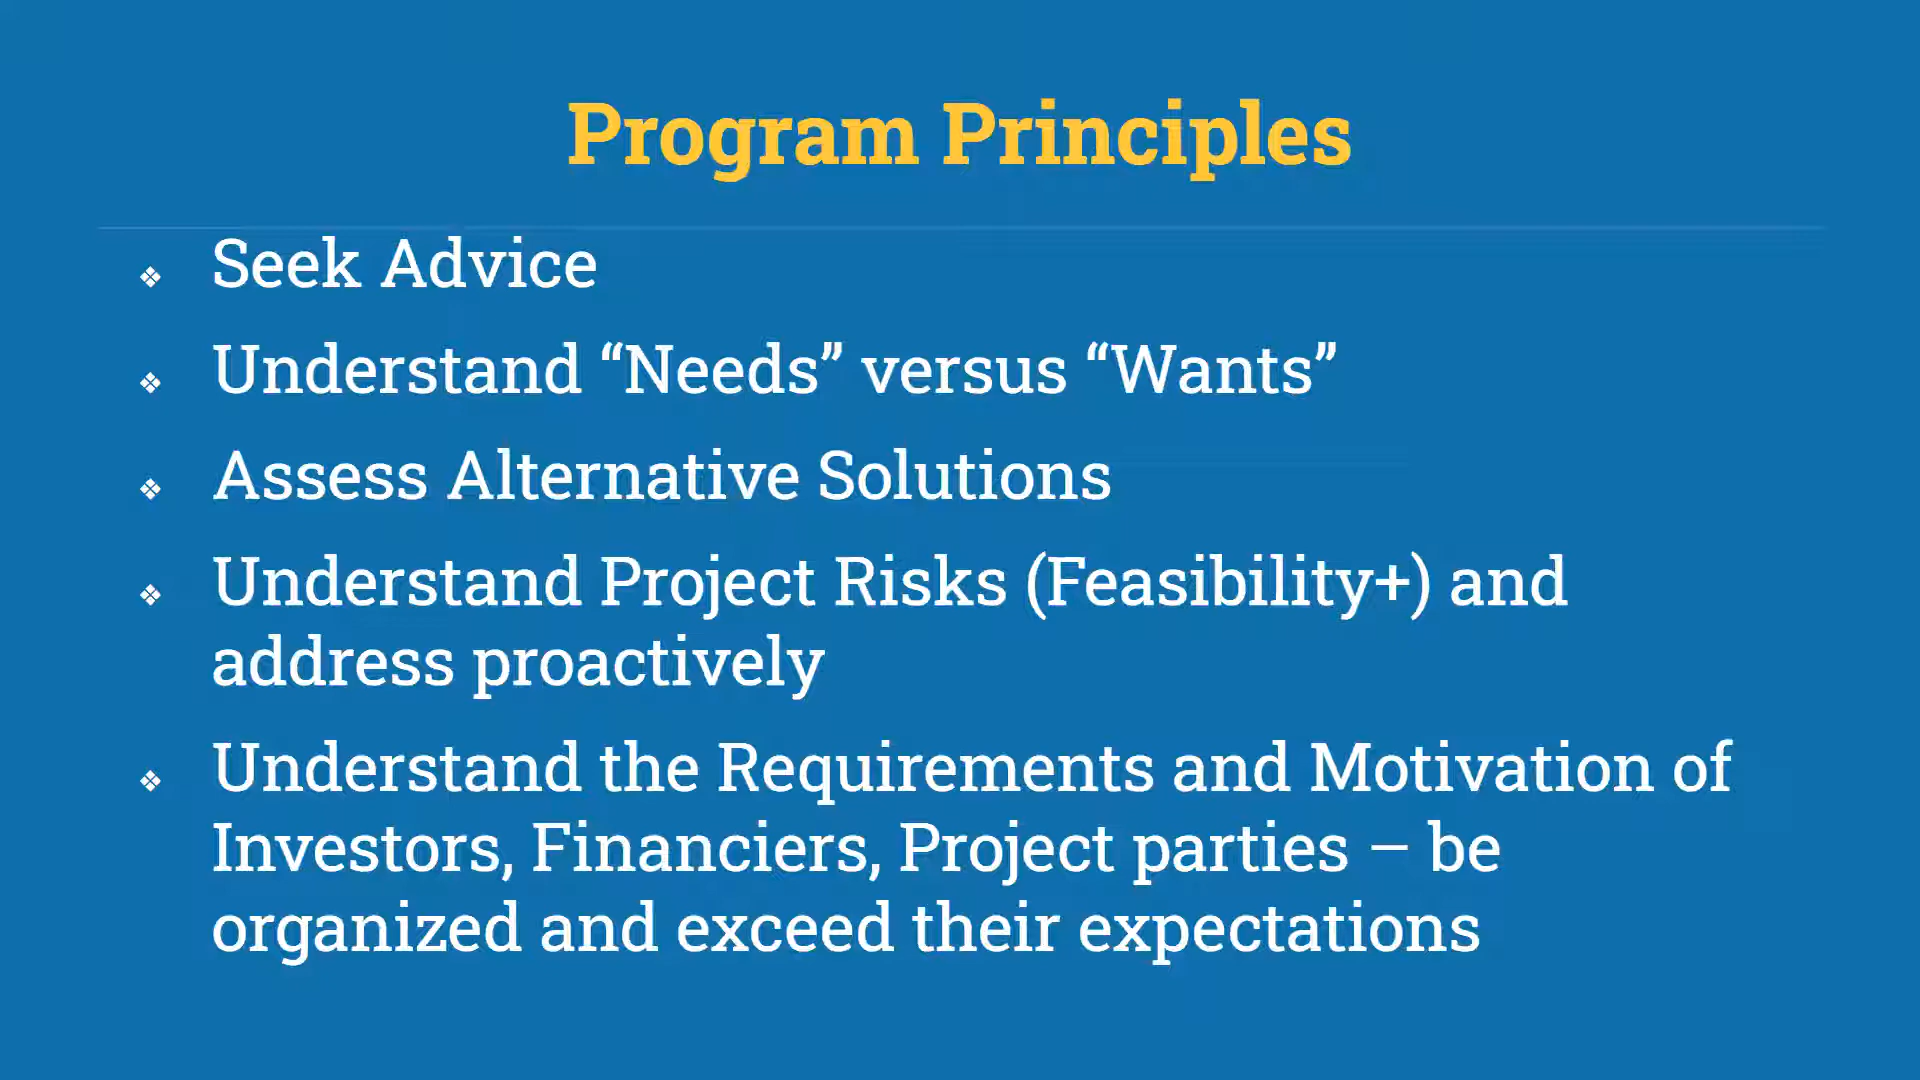 Program Principles
❖ Seek Advice
❖ Understand “Needs” versus “Wants”
❖ Assess Alternative Solutions
❖ Understand Project Risks (Feasibility+) and
address proactively
❖ Understand the Requirements and Motivation of
Investors, Financiers, Project parties – be
organized and exceed their expectations